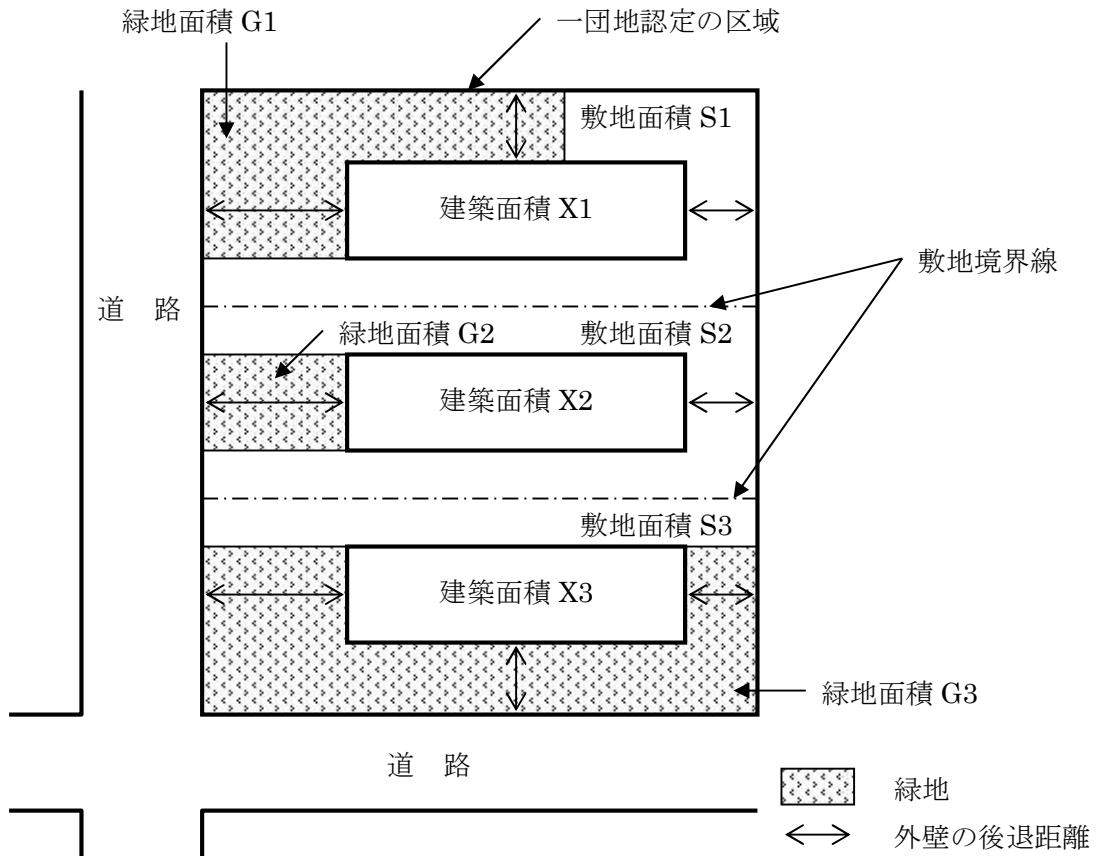 緑地面積 G1
一団地認定の区域
敷地面積 S1
建築面積 X1
敷地境界線
道 路
緑地面積 G2
敷地面積 S2
建築面積 X2
敷地面積 S3
建築面積 X3
緑地面積 G3
道 路
緑地
外壁の後退距離